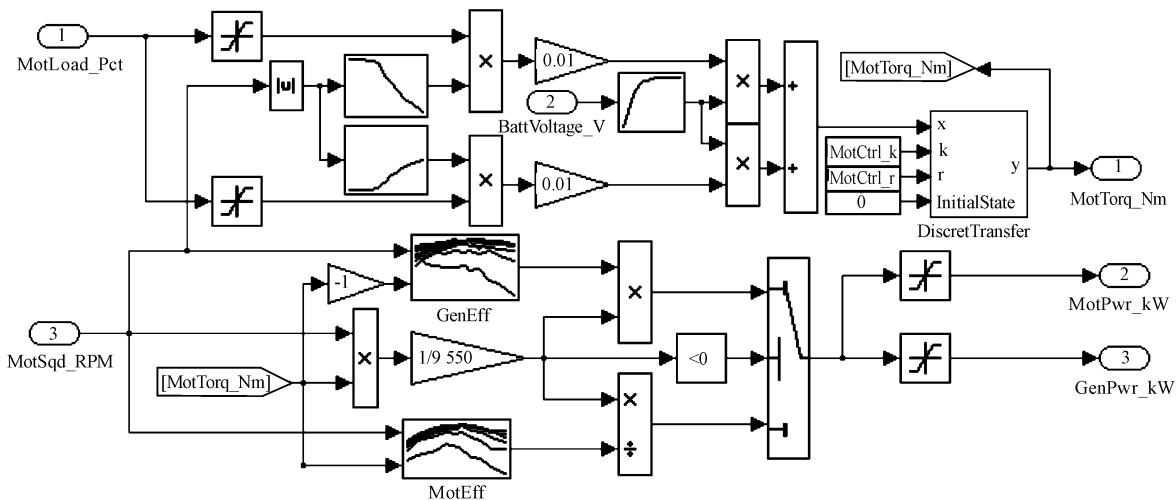 1
MotLoad_Pct
|u|
×
0.01
2
BattVoltage_V
×
×
+
+
[MotTorq_Nm]
×
0.01
MotCtrl_k
MotCtrl_r
0
x
k
r
InitialState
y
DiscretTransfer
1
MotTorq_Nm
3
MotSqd_RPM
-1
GenEff
×
[MotTorq_Nm]
×
1/9 550
<0
×
÷
MotEff
2
MotPwr_kW
3
GenPwr_kW